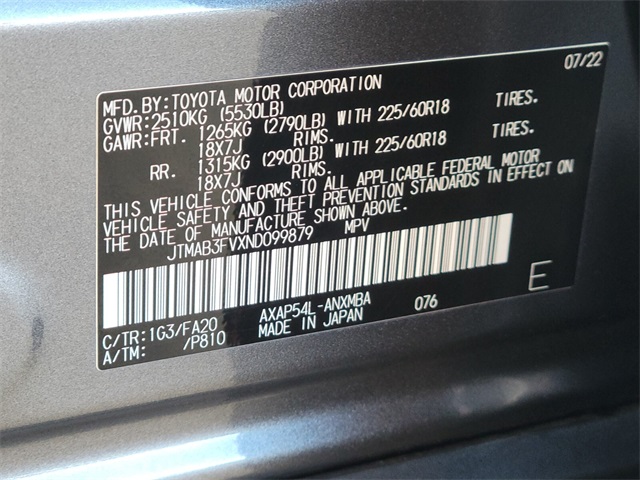 07/22
MFD. BY: TOYOTA MOTOR CORPORATION
GVWR: 2510KG (5530LB)
GAWR: FRT. 1265KG (2790LB) WITH 225/60R18 TIRES.
18X7J RIMS.
RR. 1315KG (2900LB) WITH 225/60R18 TIRES.
18X7J RIMS.
THIS VEHICLE CONFORMS TO ALL APPLICABLE FEDERAL MOTOR
VEHICLE SAFETY AND THEFT PREVENTION STANDARDS IN EFFECT ON
THE DATE OF MANUFACTURE SHOWN ABOVE.
JTMAB3FVXND099879 MPV
E
AXAP54L-ANXMBA 076
C/TR: 1G3/FA20 MADE IN JAPAN
A/TM: /P810